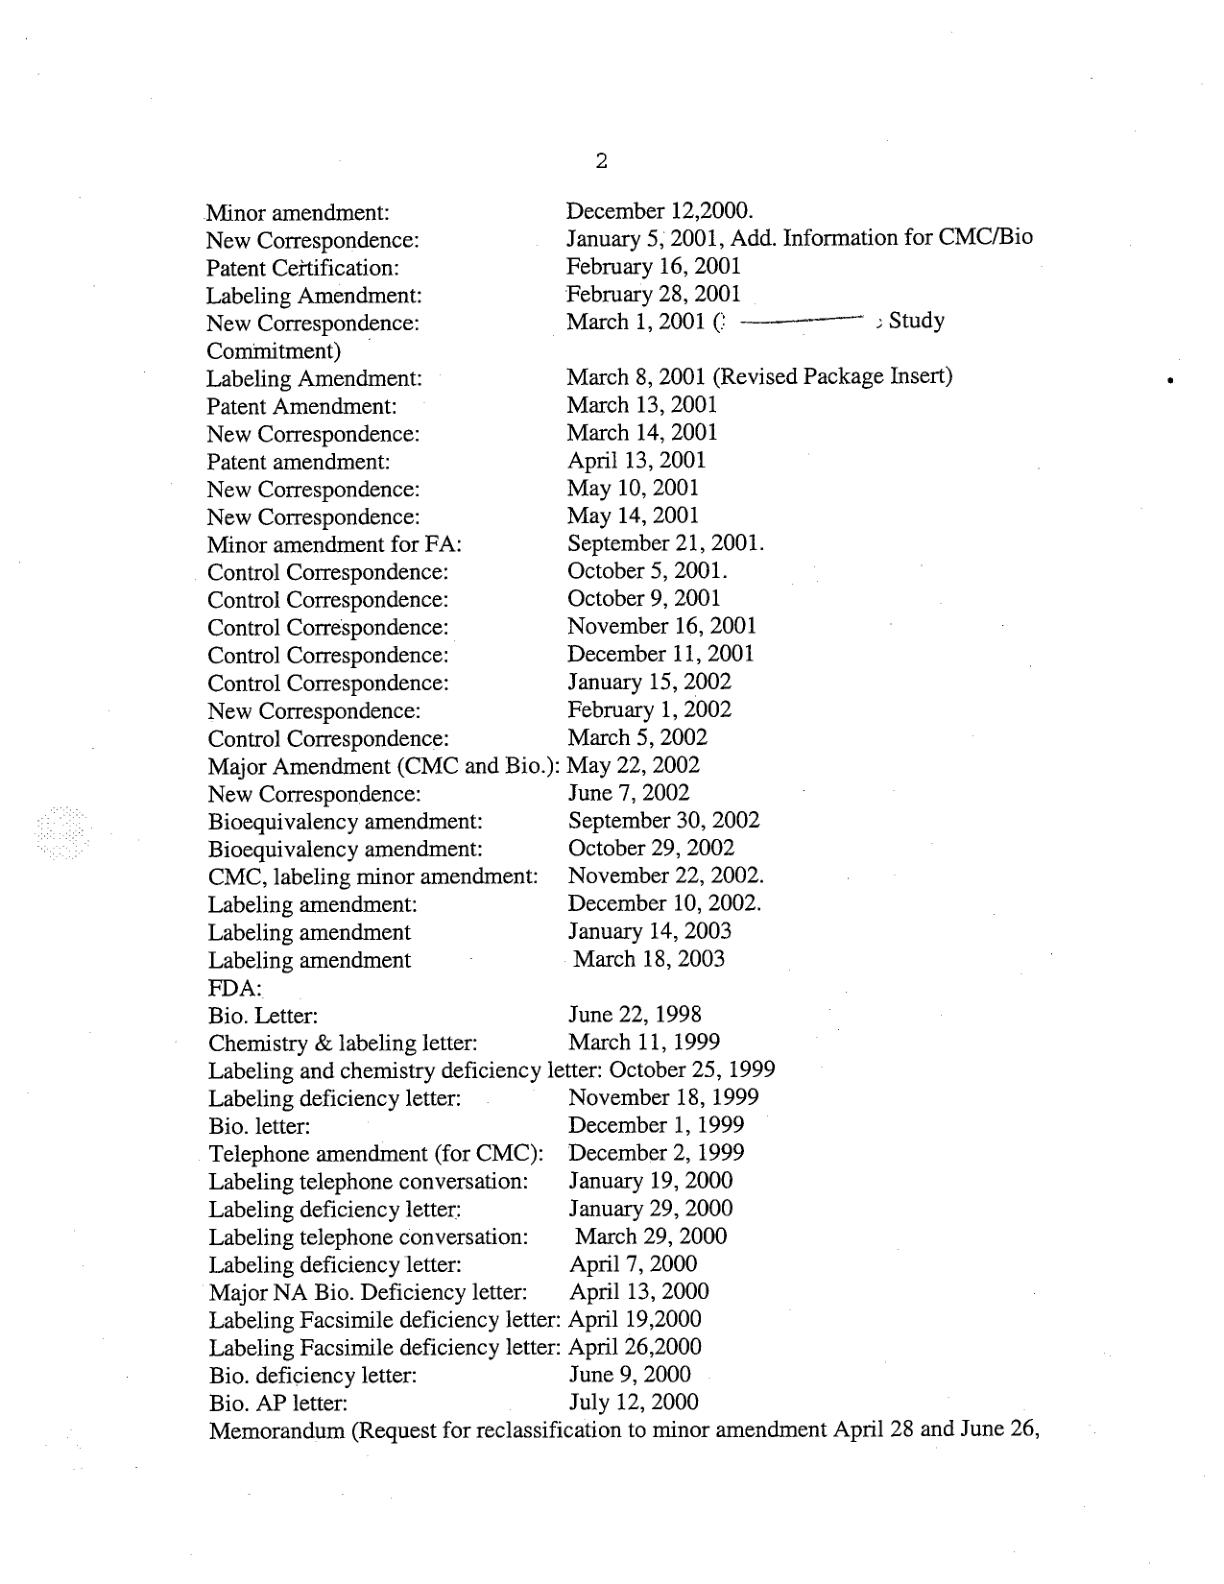 2
Minor amendment: December 12,2000.
New Correspondence: January 5, 2001, Add. Information for CMC/Bio
Patent Certification: February 16, 2001
Labeling Amendment: February 28, 2001
New Correspondence: March 1, 2001 ( Study
Commitment)
Labeling Amendment: March 8, 2001 (Revised Package Insert)
Patent Amendment: March 13, 2001
New Correspondence: March 14, 2001
Patent amendment: April 13, 2001
New Correspondence: May 10, 2001
New Correspondence: May 14, 2001
Minor amendment for FA: September 21, 2001.
Control Correspondence: October 5, 2001.
Control Correspondence: October 9, 2001
Control Correspondence: November 16, 2001
Control Correspondence: December 11, 2001
Control Correspondence: January 15, 2002
New Correspondence: February 1, 2002
Control Correspondence: March 5, 2002
Major Amendment (CMC and Bio.): May 22, 2002
New Correspondence: June 7, 2002
Bioequivalency amendment: September 30, 2002
Bioequivalency amendment: October 29, 2002
CMC, labeling minor amendment: November 22, 2002.
Labeling amendment: December 10, 2002.
Labeling amendment January 14, 2003
Labeling amendment March 18, 2003
FDA:
Bio. Letter: June 22, 1998
Chemistry & labeling letter: March 11, 1999
Labeling and chemistry deficiency letter: October 25, 1999
Labeling deficiency letter: November 18, 1999
Bio. letter: December 1, 1999
Telephone amendment (for CMC): December 2, 1999
Labeling telephone conversation: January 19, 2000
Labeling deficiency letter: January 29, 2000
Labeling telephone conversation: March 29, 2000
Labeling deficiency letter: April 7, 2000
Major NA Bio. Deficiency letter: April 13, 2000
Labeling Facsimile deficiency letter: April 19,2000
Labeling Facsimile deficiency letter: April 26,2000
Bio. deficiency letter: June 9, 2000
Bio. AP letter: July 12, 2000
Memorandum (Request for reclassification to minor amendment April 28 and June 26,